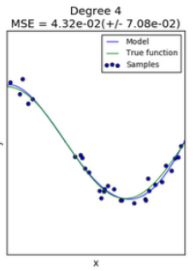 Degree 4
MSE = 4.32e-02(+/- 7.08e-02)
Model
True function
Samples
y
x